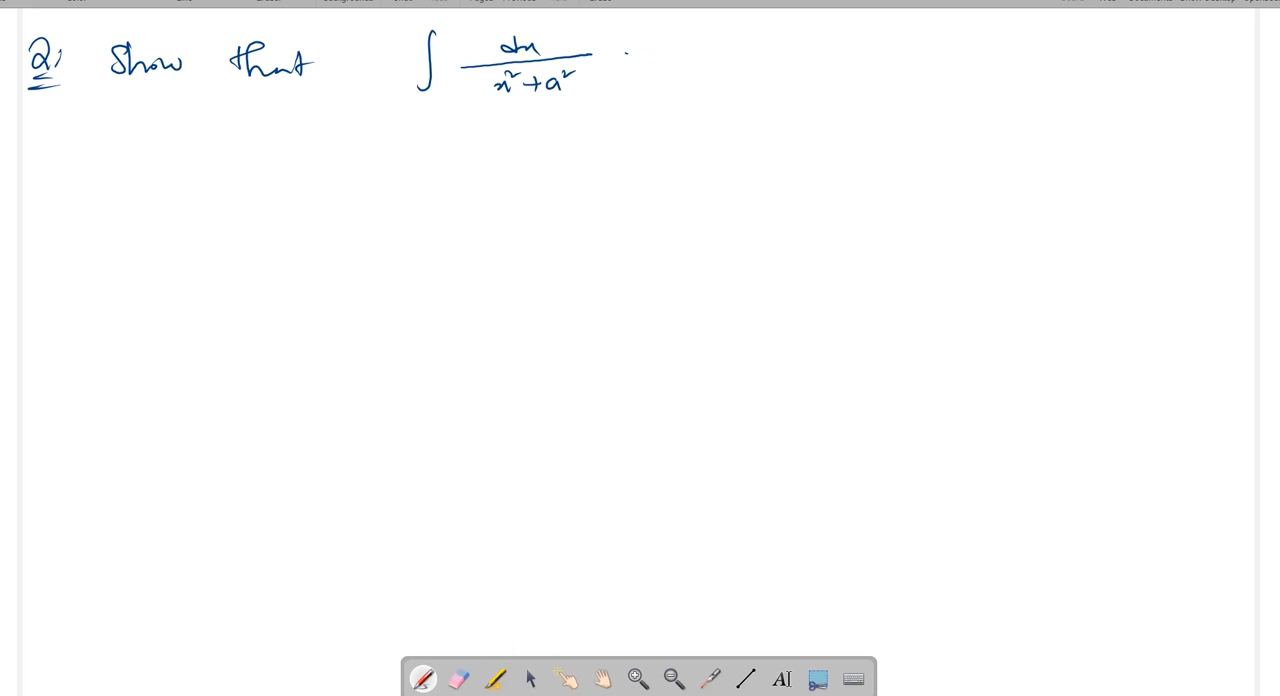 Q: Show that ∫ dx / x² + a²